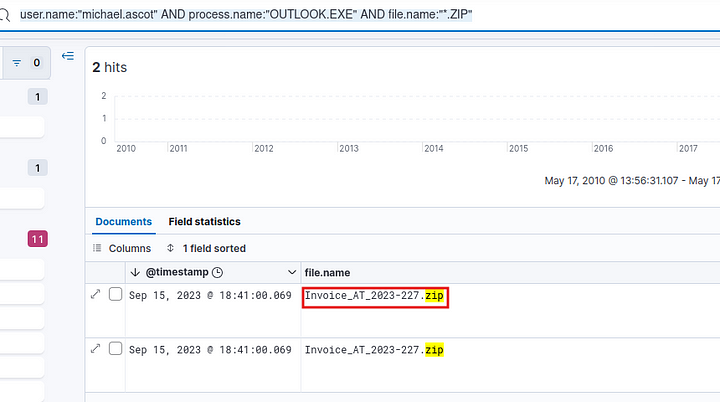 user.name:"michael.ascot" AND process.name:"OUTLOOK.EXE" AND file.name:"*.ZIP"
0
1
1
11
2 hits
2
1
0
2010 2011 2012 2013 2014 2015 2016 2017
May 17, 2010 @ 13:56:31.107 - May 17
Documents Field statistics
Columns 1 field sorted
@timestamp file.name
Sep 15, 2023 @ 18:41:00.069 Invoice_AT_2023-227.zip
Sep 15, 2023 @ 18:41:00.069 Invoice_AT_2023-227.zip